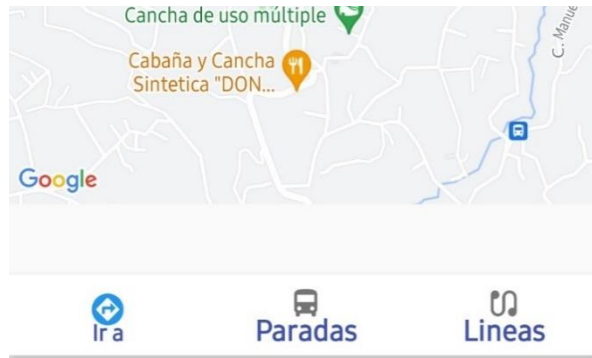 Cancha de uso múltiple
C. Manue
Cabaña y Cancha
Sintetica "DON...
Google
Ir a
Paradas
Lineas